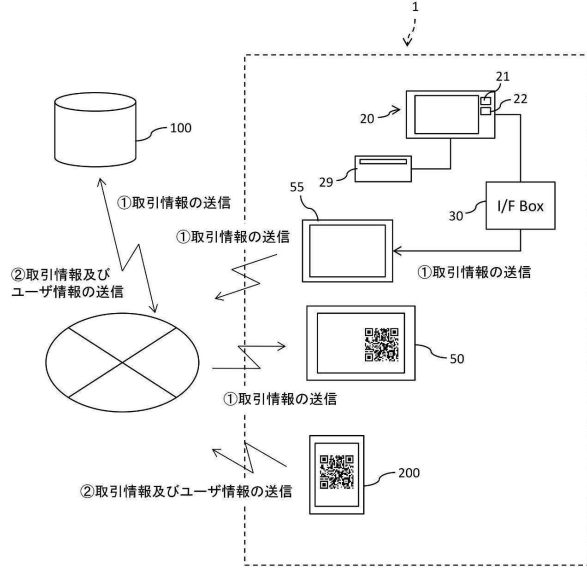 1
21
22
20
100
29
55
I/F Box
30
①取引情報の送信
①取引情報の送信
①取引情報の送信
②取引情報及び
ユーザ情報の送信
50
①取引情報の送信
200
②取引情報及びユーザ情報の送信